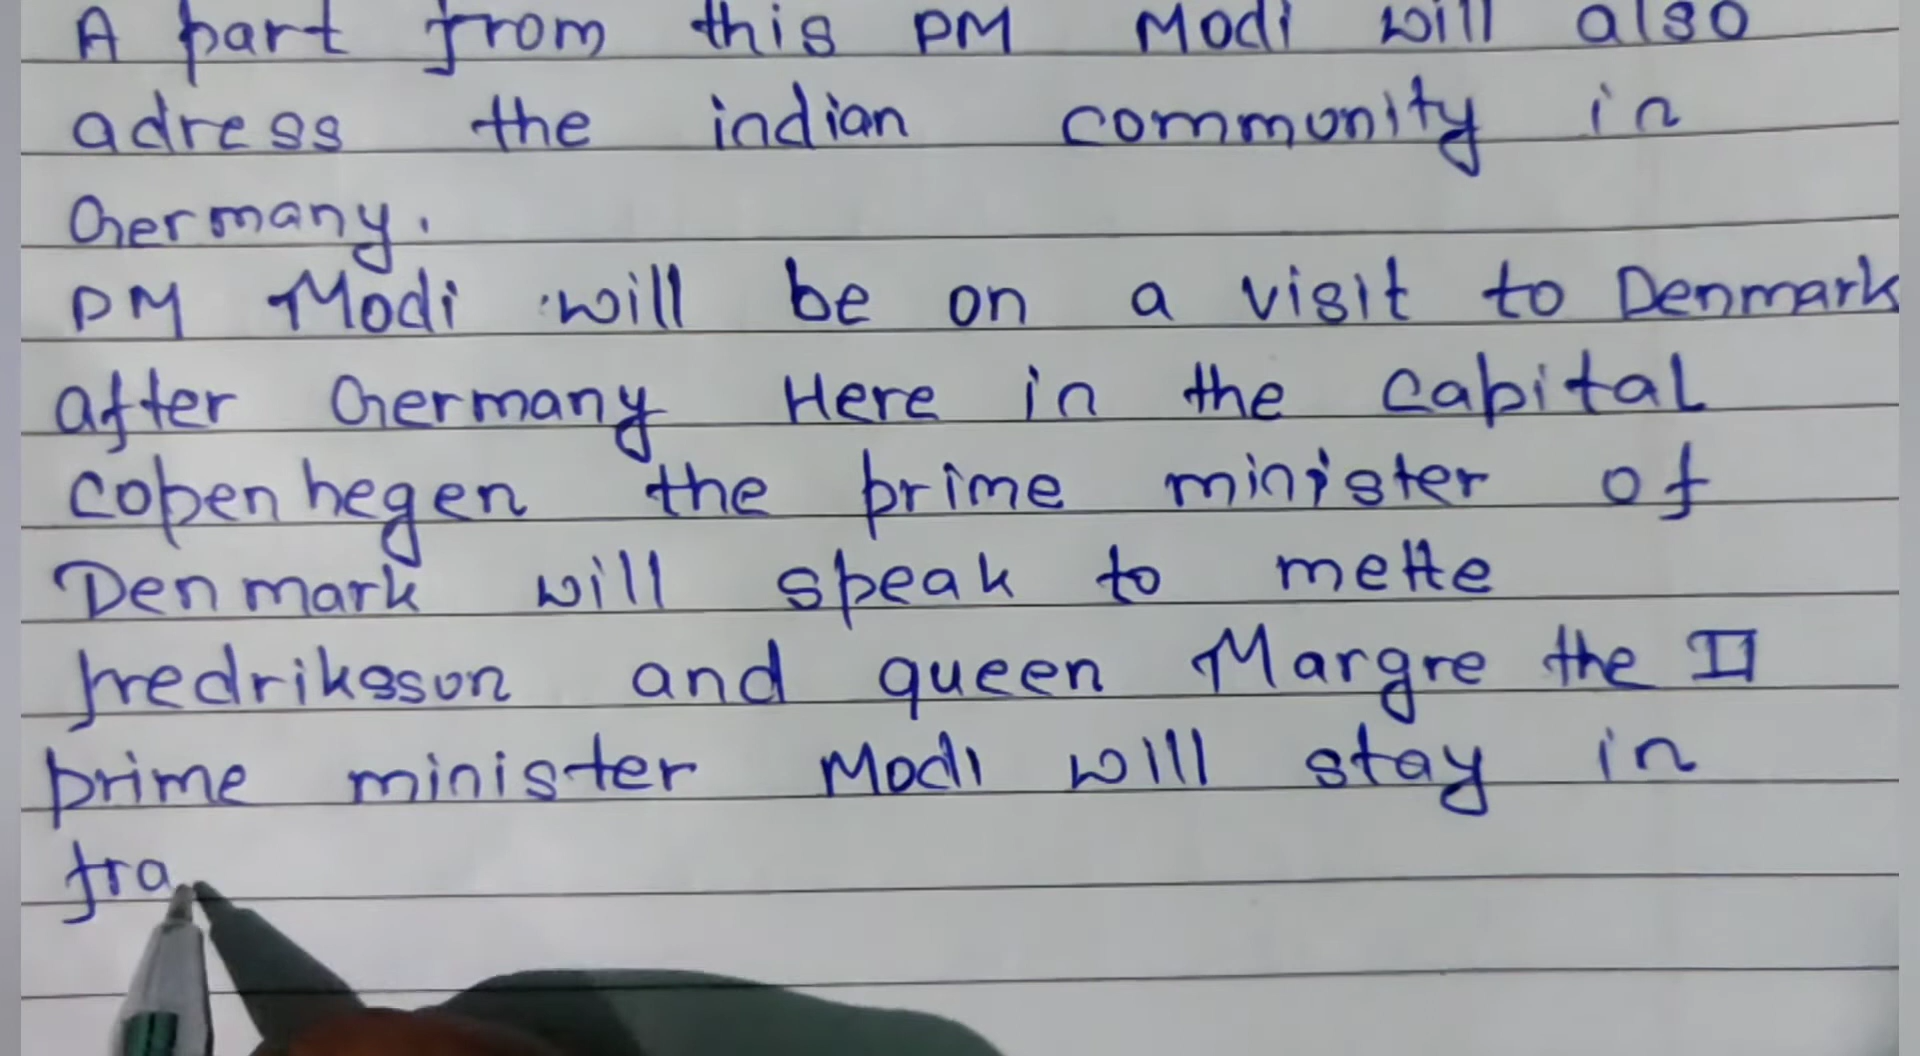 A part from this PM Modi will also
adress the indian community in
Germany.
PM Modi will be on a visit to Denmark
after Germany Here in the capital
copenhegen the prime minister of
Denmark will speak to mette
fredriksson and queen Margre the II
prime minister Modi will stay in
fra